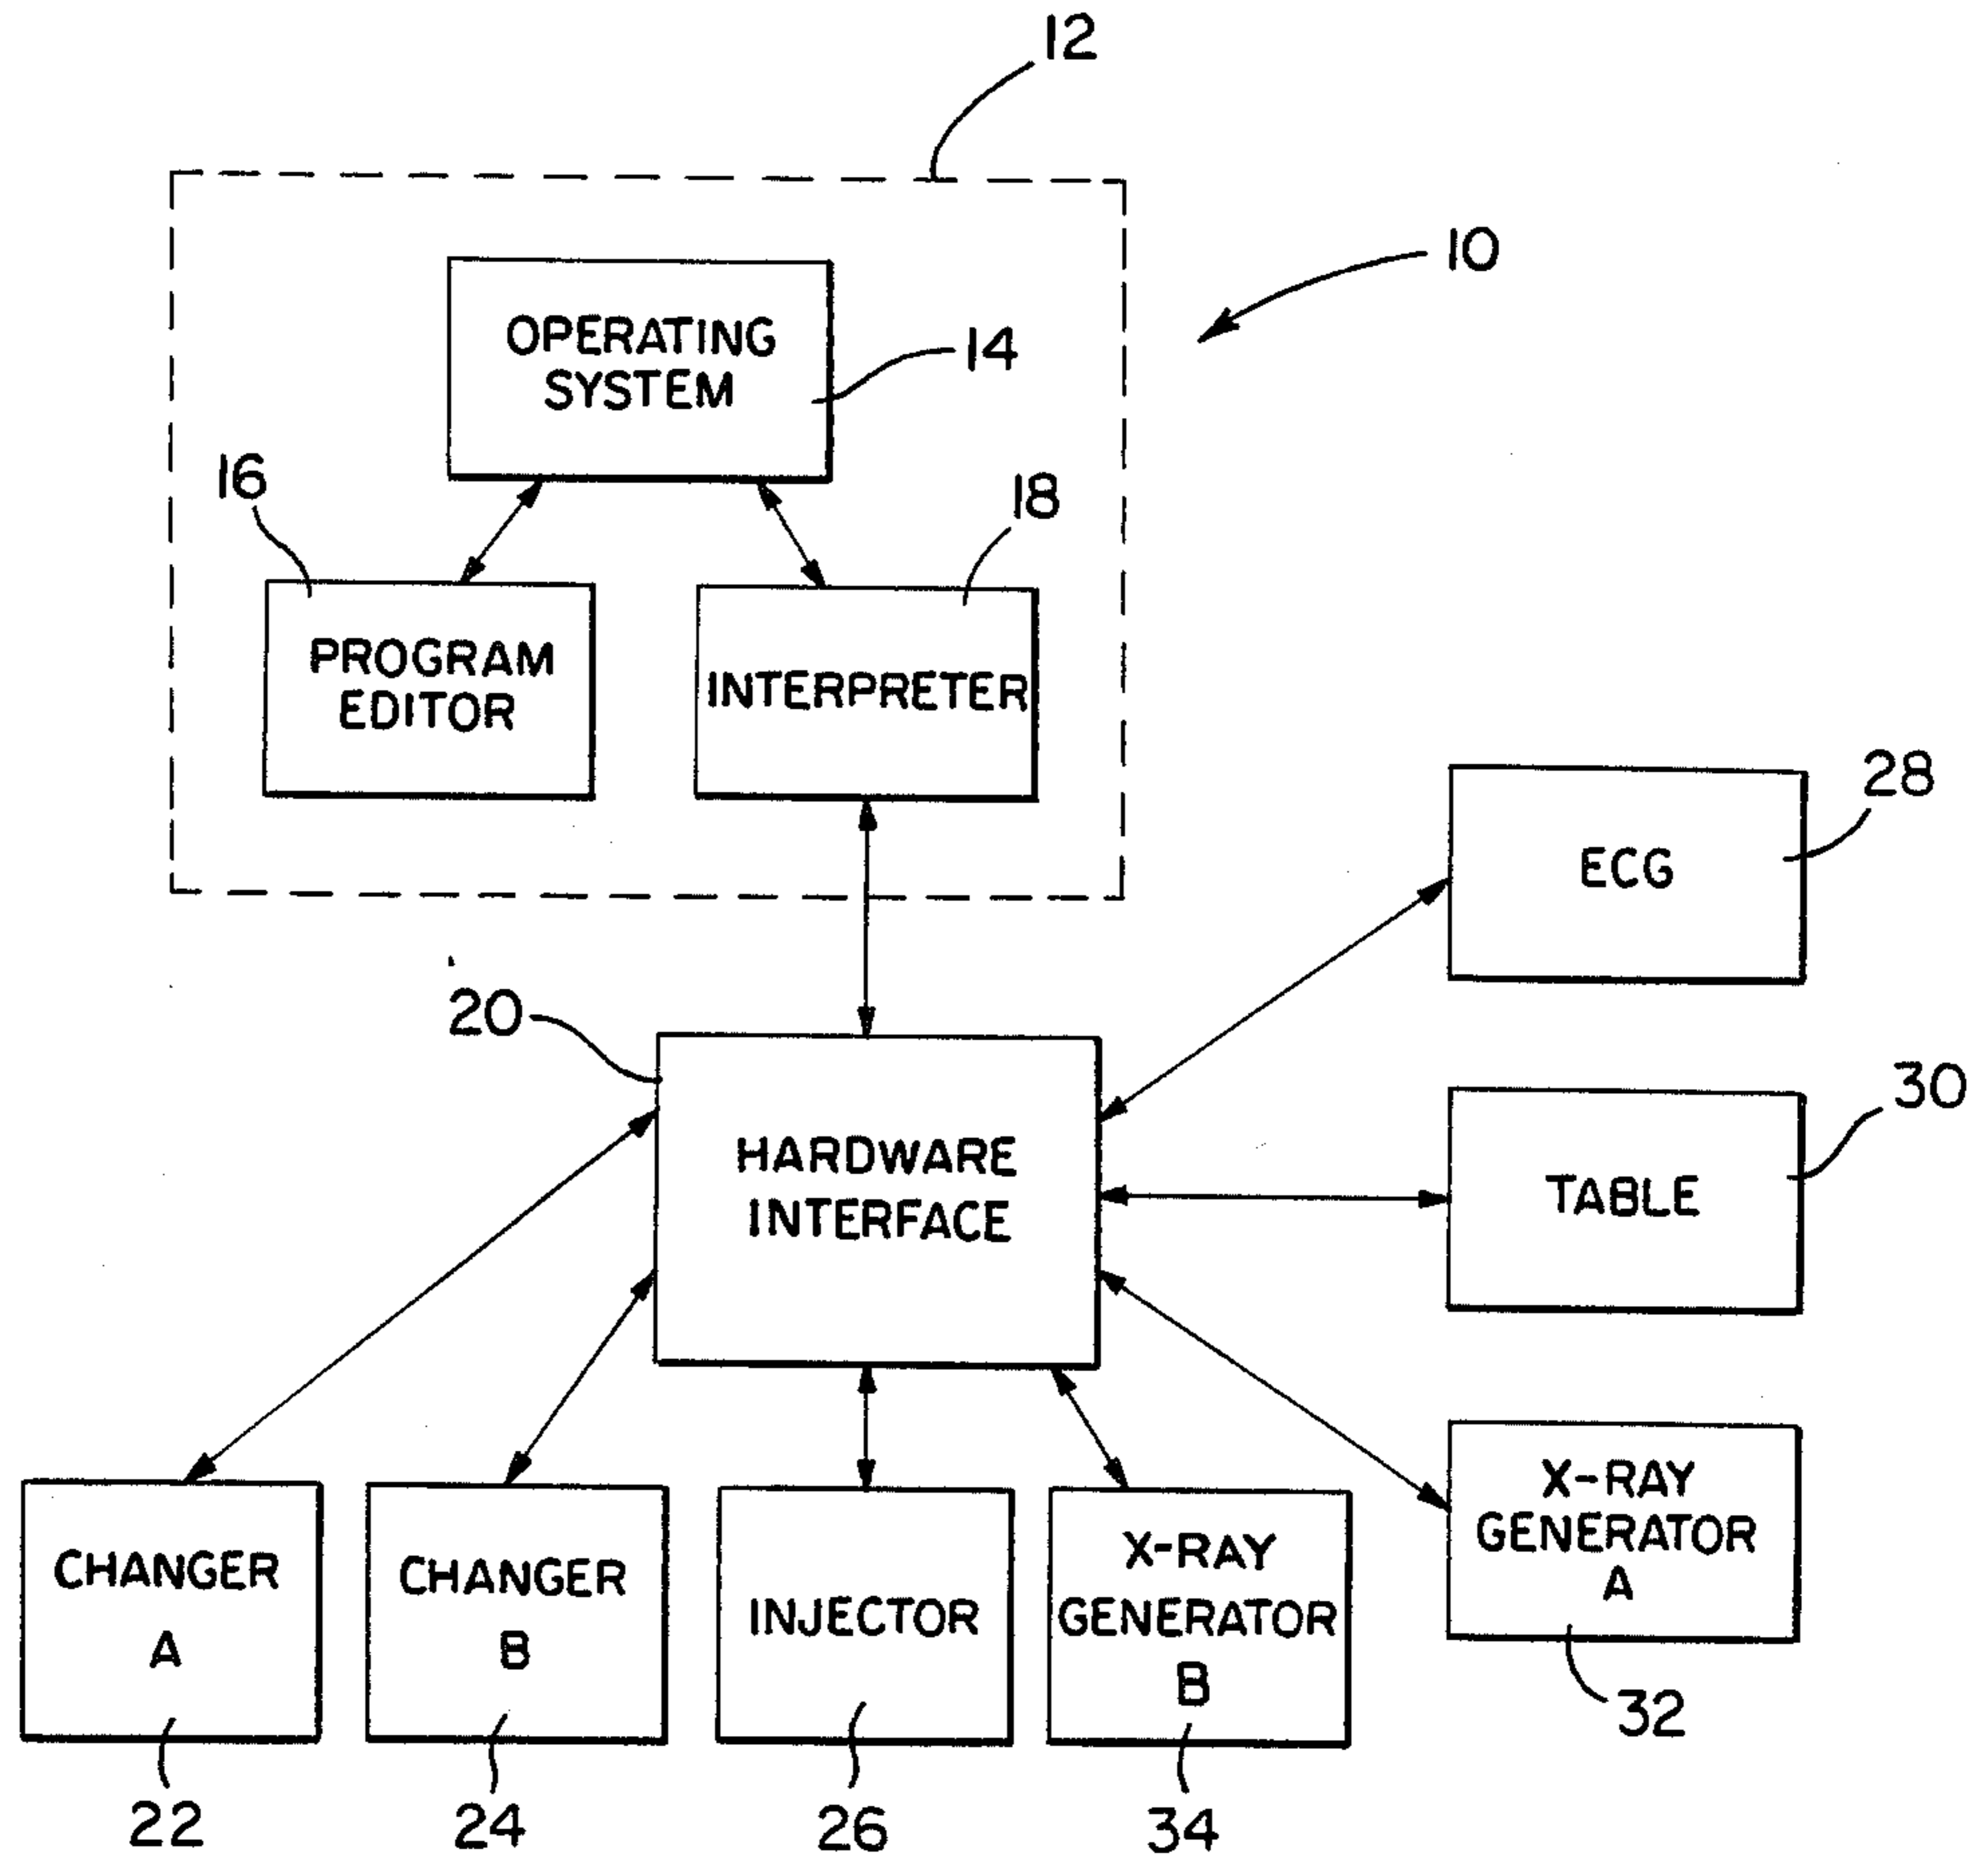 12
10
OPERATING
SYSTEM
14
16
18
PROGRAM
EDITOR
INTERPRETER
28
ECG
20
30
HARDWARE
INTERFACE
TABLE
X-RAY
GENERATOR
A
32
CHANGER
A
CHANGER
B
INJECTOR
X-RAY
GENERATOR
B
22
24
26
34